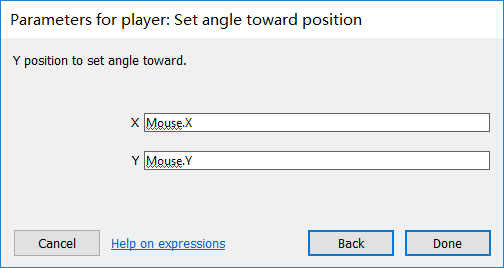 Parameters for player: Set angle toward position
Y position to set angle toward.
X Mouse.X
Y Mouse.Y
Cancel Help on expressions Back Done